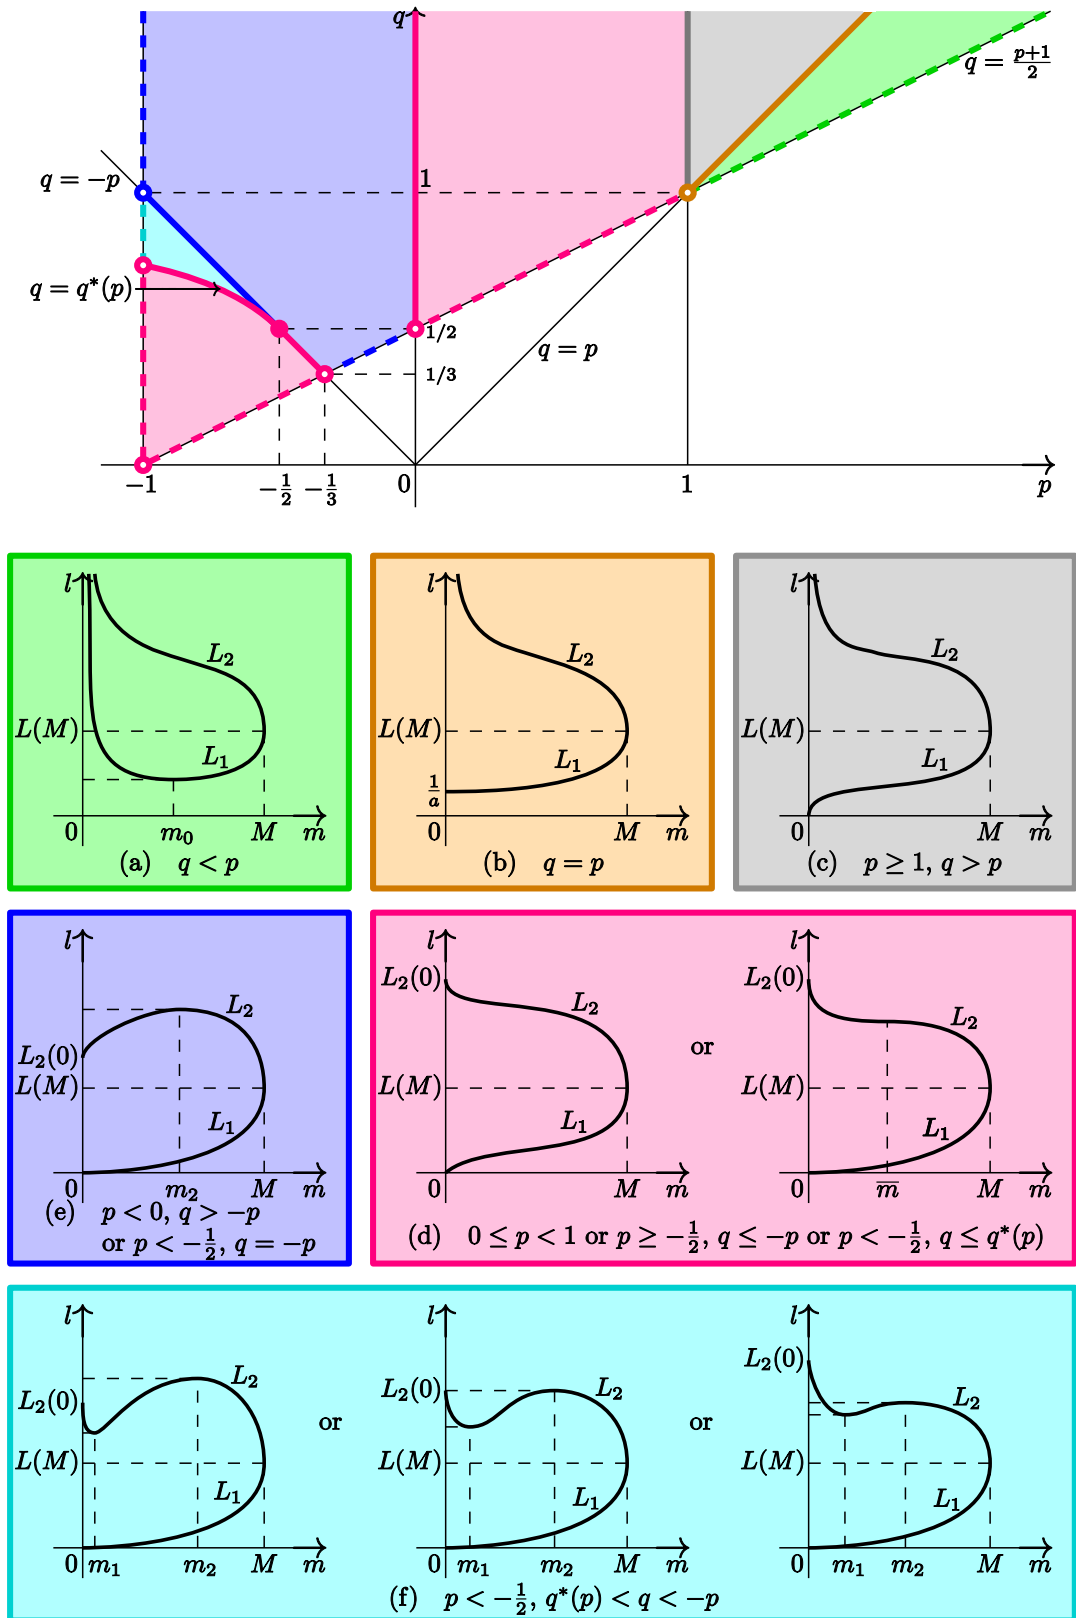 q
q = (p+1)/2
q = −p
1
q = q*(p)
1/2
q = p
1/3
−1
−1/2
−1/3
0
1
p
l
L₂
L(M)
L₁
0
m₀
M
m
(a) q < p
l
L₂
L(M)
L₁
1/a
0
M
m
(b) q = p
l
L₂
L(M)
L₁
0
M
m
(c) p ≥ 1, q > p
l
L₂
L₂(0)
L(M)
L₁
0
m₂
M
m
(e) p < 0, q > −p
or p < −1/2, q = −p
l
L₂(0)
L₂
L(M)
L₁
0
M
m
or
l
L₂(0)
L₂
L(M)
L₁
0
m̅
M
m
(d) 0 ≤ p < 1 or p ≥ −1/2, q ≤ −p or p < −1/2, q ≤ q*(p)
l
L₂
L₂(0)
L(M)
L₁
0
m₁
m₂
M
m
or
l
L₂(0)
L₂
L(M)
L₁
0
m₁
m₂
M
m
or
l
L₂(0)
L₂
L(M)
L₁
0
m₁
m₂
M
m
(f) p < −1/2, q*(p) < q < −p